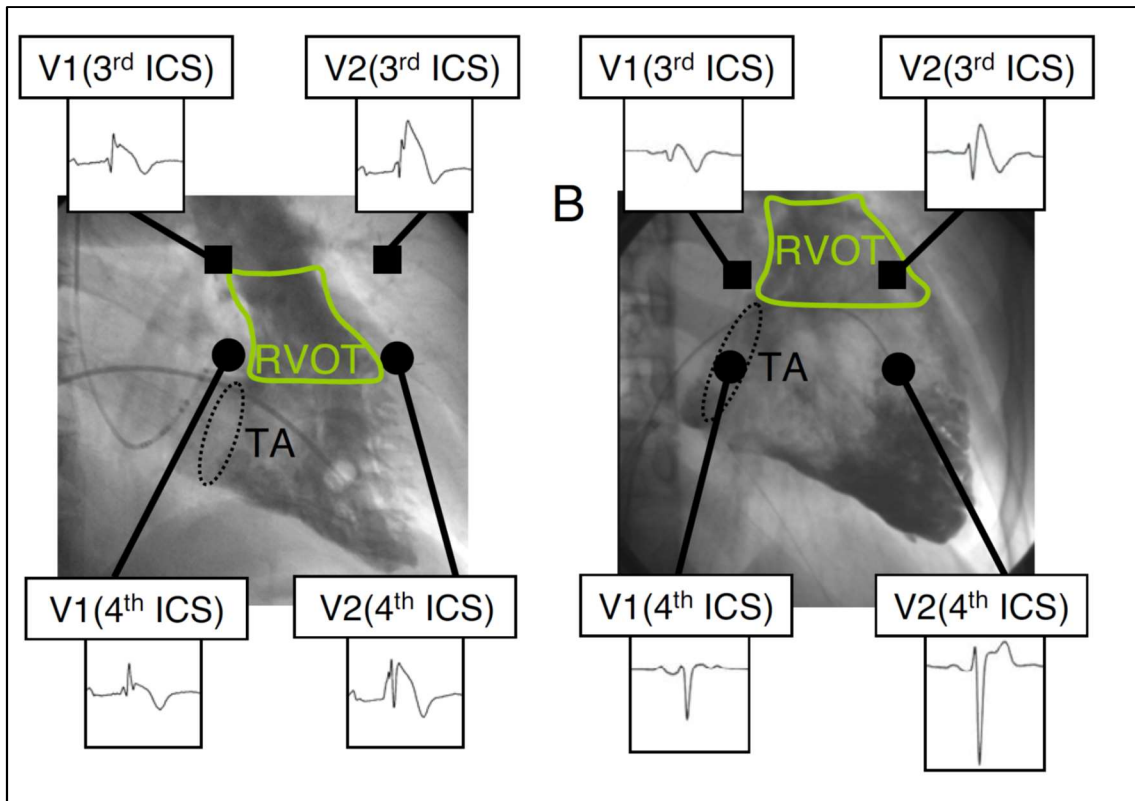 V1(3rd ICS)
V2(3rd ICS)
V1(3rd ICS)
V2(3rd ICS)
B
RVOT
RVOT
TA
TA
V1(4th ICS)
V2(4th ICS)
V1(4th ICS)
V2(4th ICS)